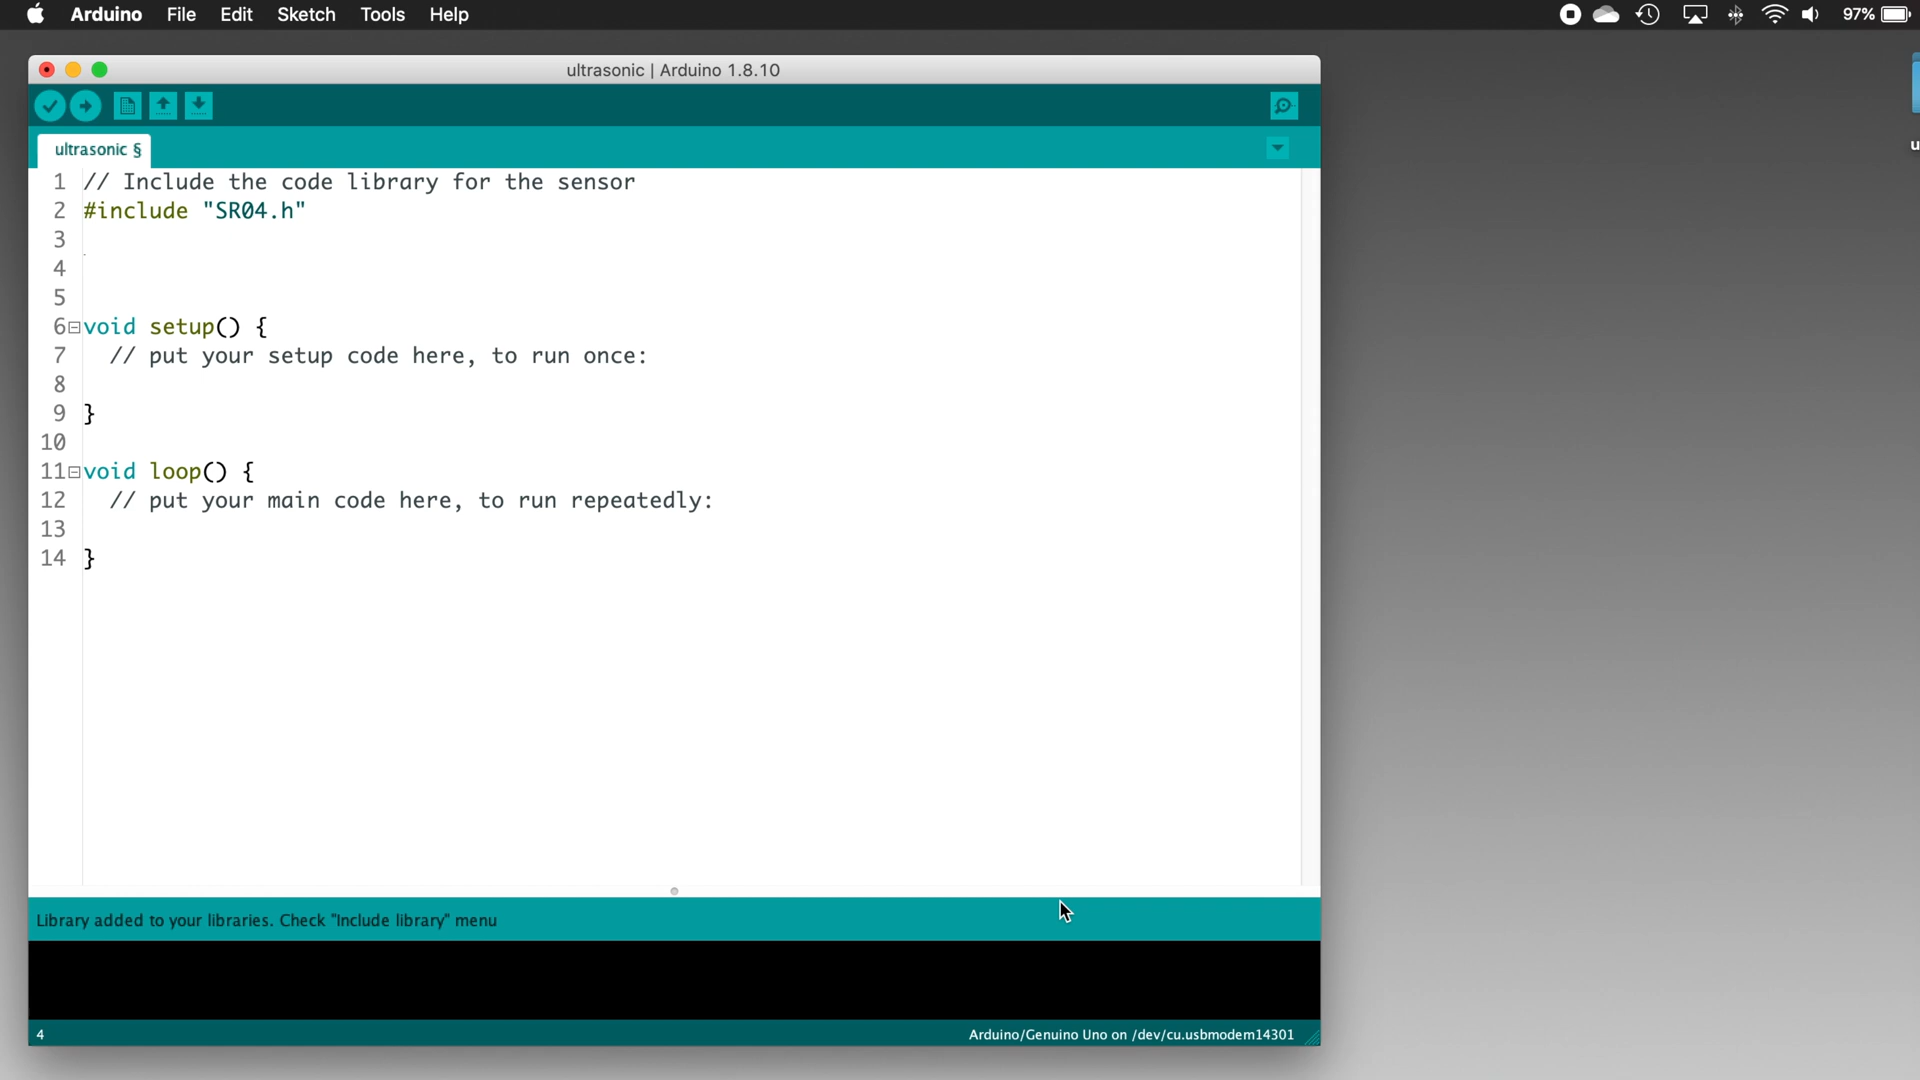 Arduino File Edit Sketch Tools Help 97%
ultrasonic | Arduino 1.8.10
ultrasonic §
1 // Include the code library for the sensor
2 #include "SR04.h"
3
4
5
6 void setup() {
7 // put your setup code here, to run once:
8
9 }
10
11 void loop() {
12 // put your main code here, to run repeatedly:
13
14 }
Library added to your libraries. Check "Include library" menu
4 Arduino/Genuino Uno on /dev/cu.usbmodem14301